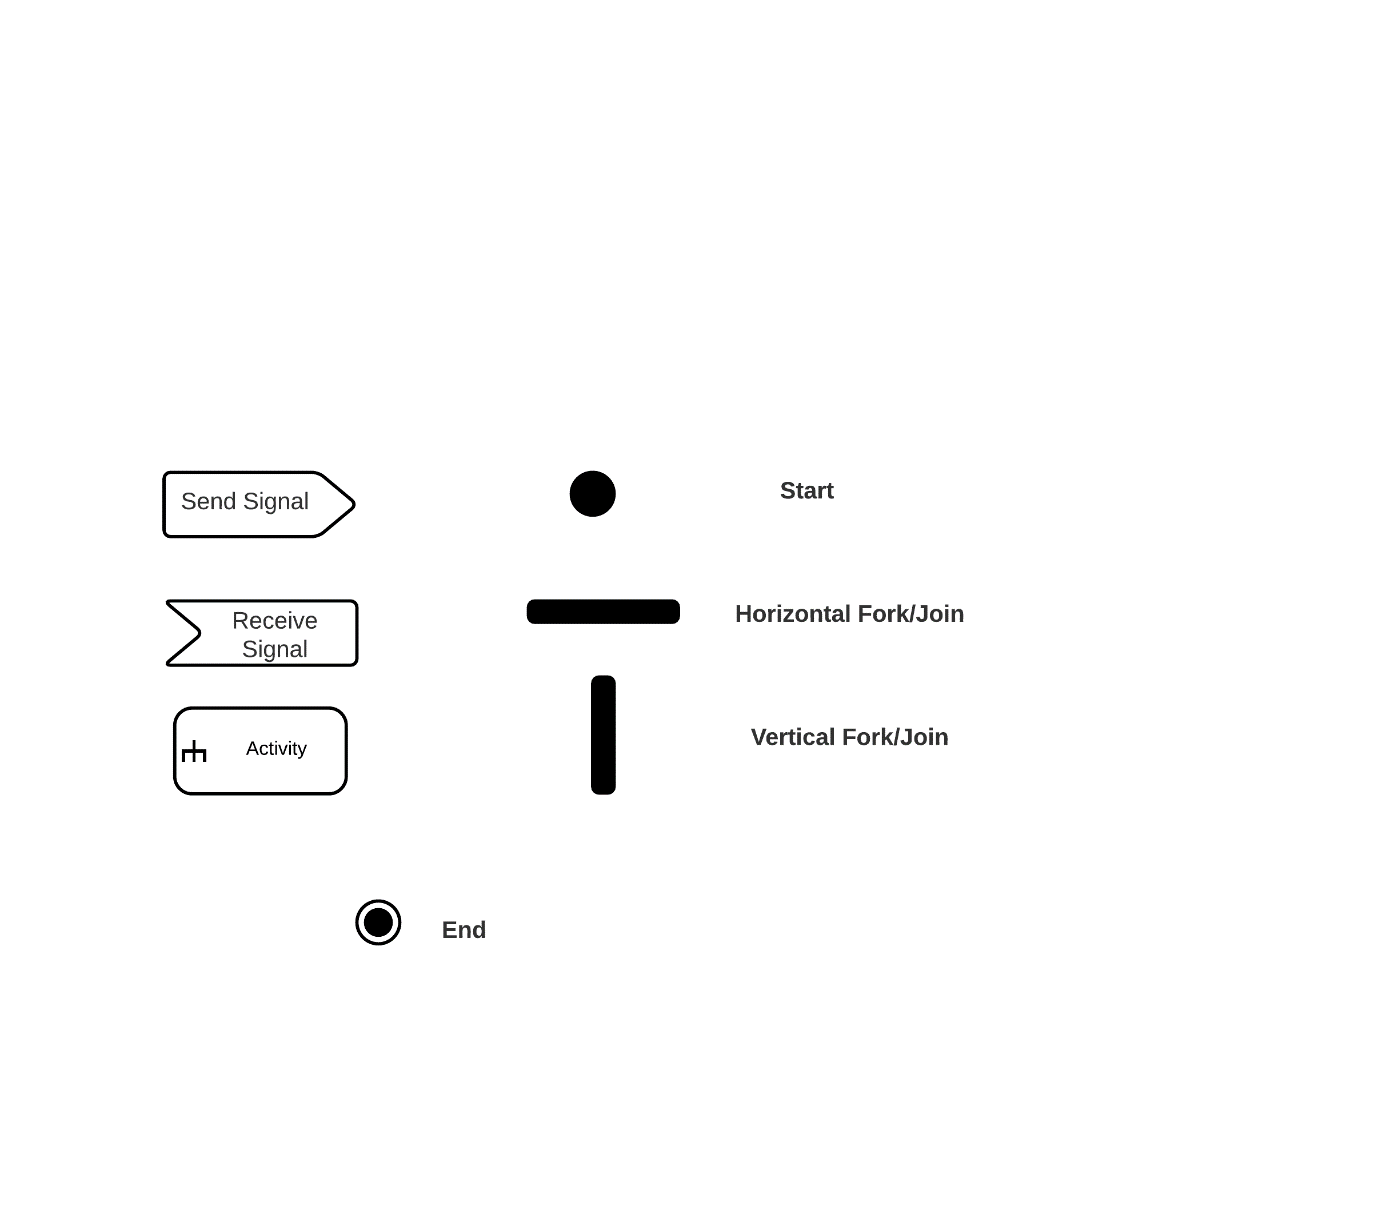 Send Signal
Start
Receive
Signal
Horizontal Fork/Join
Activity
Vertical Fork/Join
End